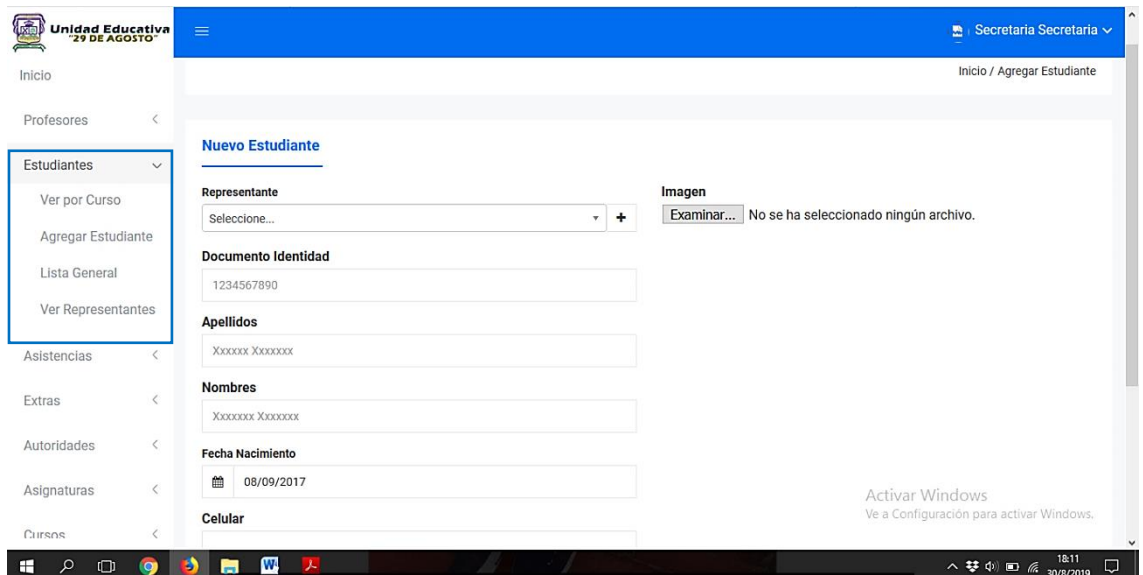 Unidad Educativa
"29 DE AGOSTO"
Secretaria Secretaria
Inicio
Inicio / Agregar Estudiante
Profesores
Estudiantes
Ver por Curso
Agregar Estudiante
Lista General
Ver Representantes
Asistencias
Extras
Autoridades
Asignaturas
Cursos
Nuevo Estudiante
Representante
Seleccione...
+
Imagen
Examinar... No se ha seleccionado ningún archivo.
Documento Identidad
1234567890
Apellidos
Xxxxxx Xxxxxxx
Nombres
Xxxxxxx Xxxxxxx
Fecha Nacimiento
08/09/2017
Celular
Activar Windows
Ve a Configuración para activar Windows.
18:11
30/8/2019